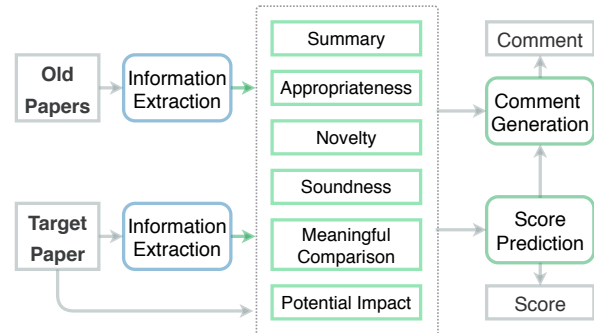 Old
Papers
Information
Extraction
Target
Paper
Information
Extraction
Summary
Appropriateness
Novelty
Soundness
Meaningful
Comparison
Potential Impact
Comment
Comment
Generation
Score
Prediction
Score